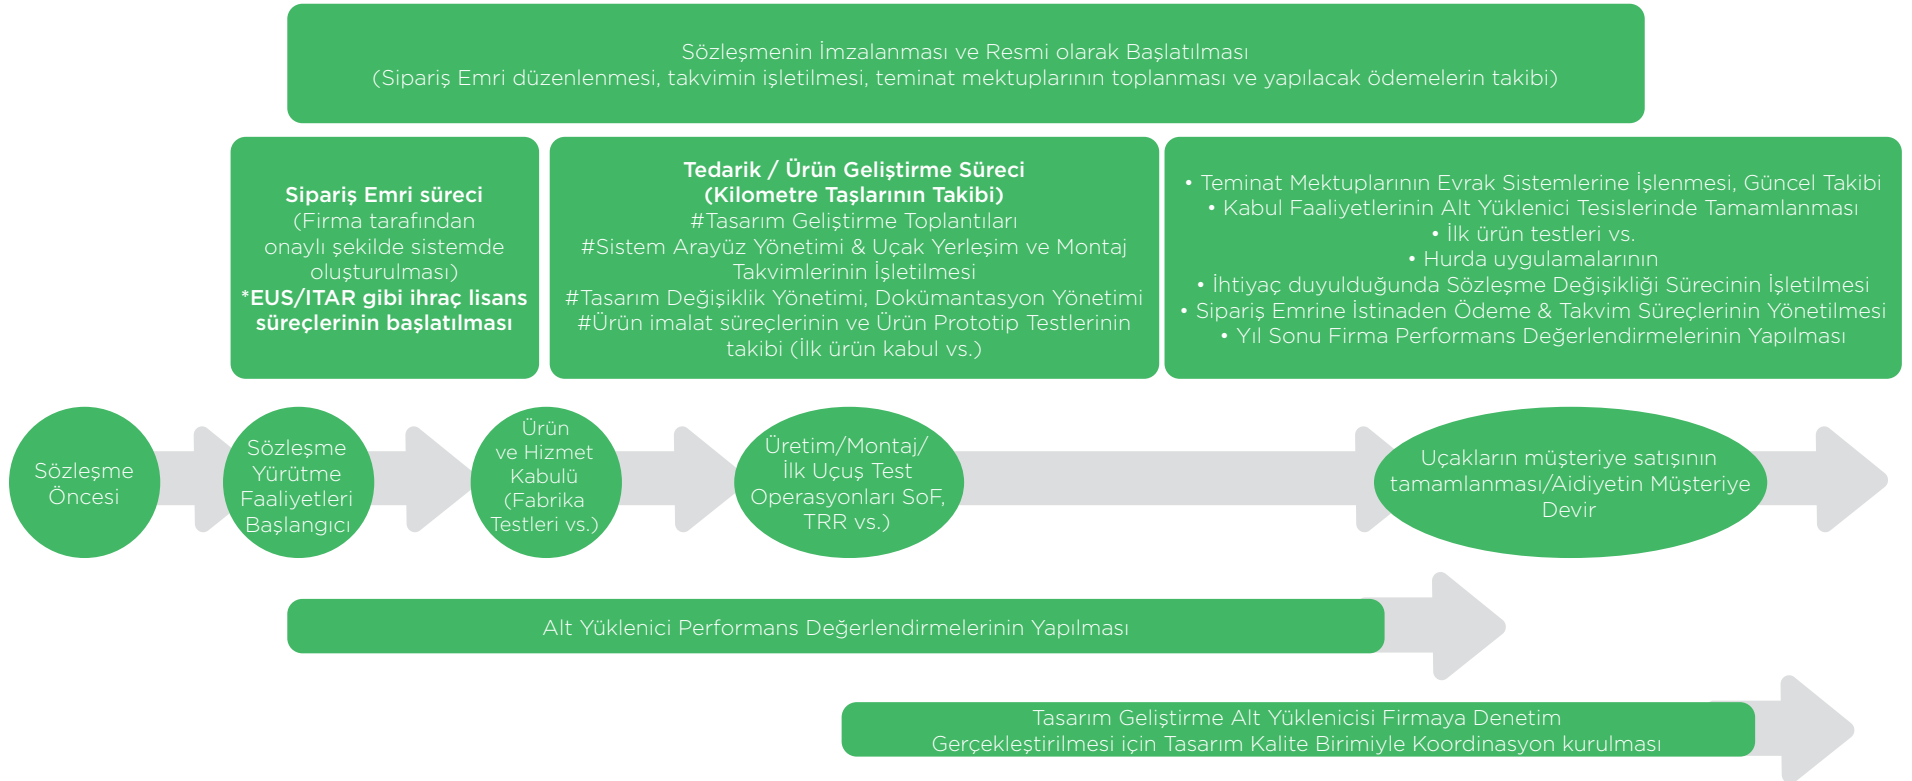 Sözleşmenin İmzalanması ve Resmi olarak Başlatılması
(Sipariş Emri düzenlenmesi, takvimin işletilmesi, teminat mektuplarının toplanması ve yapılacak ödemelerin takibi)
Sipariş Emri süreci
(Firma tarafından
onaylı şekilde sistemde
oluşturulması)
*EUS/ITAR gibi ihraç lisans
süreçlerinin başlatılması
Tedarik / Ürün Geliştirme Süreci
(Kilometre Taşlarının Takibi)
#Tasarım Geliştirme Toplantıları
#Sistem Arayüz Yönetimi & Uçak Yerleşim ve Montaj
Takvimlerinin İşletilmesi
#Tasarım Değişiklik Yönetimi, Dokümantasyon Yönetimi
#Ürün imalat süreçlerinin ve Ürün Prototip Testlerinin
takibi (İlk ürün kabul vs.)
• Teminat Mektuplarının Evrak Sistemlerine İşlenmesi, Güncel Takibi
• Kabul Faaliyetlerinin Alt Yüklenici Tesislerinde Tamamlanması
• İlk ürün testleri vs.
• Hurda uygulamalarının
• İhtiyaç duyulduğunda Sözleşme Değişikliği Sürecinin İşletilmesi
• Sipariş Emrine İstinaden Ödeme & Takvim Süreçlerinin Yönetilmesi
• Yıl Sonu Firma Performans Değerlendirmelerinin Yapılması
Sözleşme
Öncesi
Sözleşme
Yürütme
Faaliyetleri
Başlangıcı
Ürün
ve Hizmet
Kabulü
(Fabrika
Testleri vs.)
Üretim/Montaj/
İlk Uçuş Test
Operasyonları SoF,
TRR vs.)
Uçakların müşteriye satışının
tamamlanması/Aidiyetin Müşteriye
Devir
Alt Yüklenici Performans Değerlendirmelerinin Yapılması
Tasarım Geliştirme Alt Yüklenicisi Firmaya Denetim
Gerçekleştirilmesi için Tasarım Kalite Birimiyle Koordinasyon kurulması